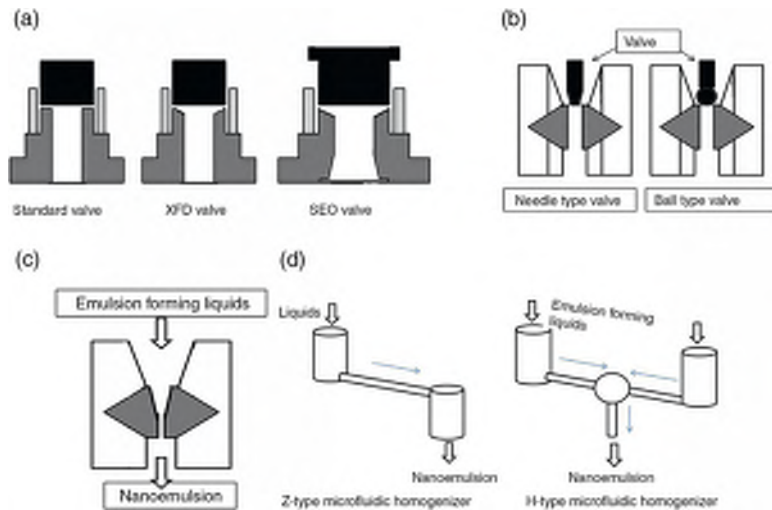 (a)
Standard valve
XFD valve
SEO valve
(b)
Valve
Needle type valve
Ball type valve
(c)
Emulsion forming liquids
Nanoemulsion
(d)
Liquids
Nanoemulsion
Z-type microfluidic homogenizer
Emulsion forming
liquids
Nanoemulsion
H-type microfluidic homogenizer